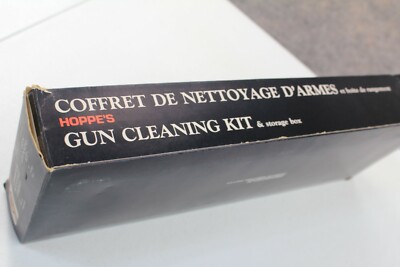 COFFRET DE NETTOYAGE D'ARMES et boîte de rangement
HOPPE'S
GUN CLEANING KIT & storage box